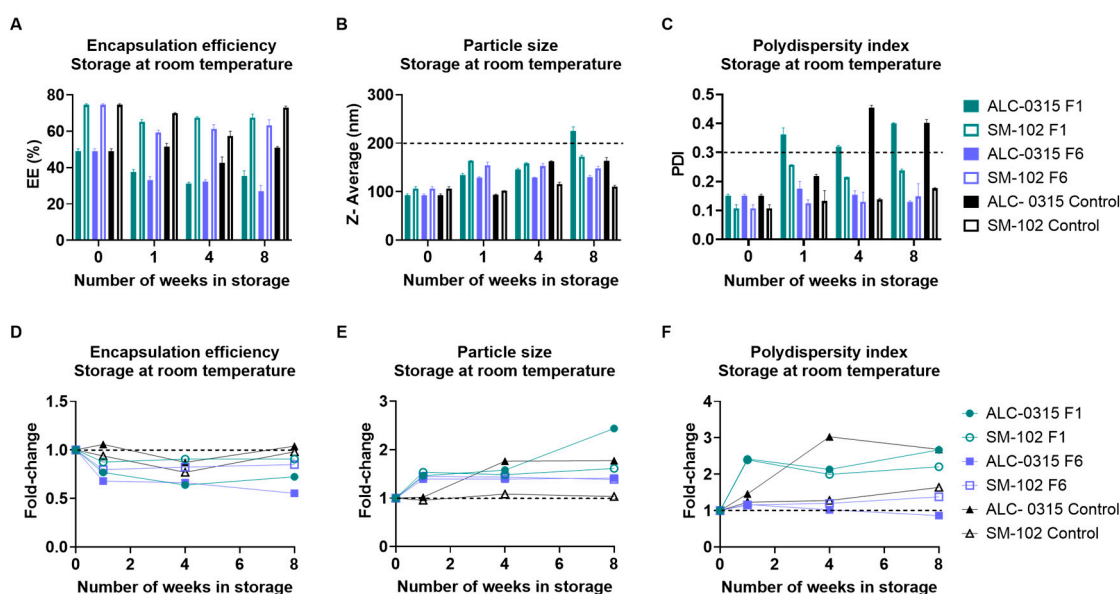 A
Encapsulation efficiency
Storage at room temperature
EE (%)
80
60
40
20
0
0
1
4
8
Number of weeks in storage
B
Particle size
Storage at room temperature
Z- Average (nm)
300
200
100
0
0
1
4
8
Number of weeks in storage
C
Polydispersity index
Storage at room temperature
PDI
0.5
0.4
0.3
0.2
0.1
0.0
0
1
4
8
Number of weeks in storage
ALC-0315 F1
SM-102 F1
ALC-0315 F6
SM-102 F6
ALC- 0315 Control
SM-102 Control
D
Encapsulation efficiency
Storage at room temperature
Fold-change
1.5
1.0
0.5
0.0
0
2
4
6
8
Number of weeks in storage
E
Particle size
Storage at room temperature
Fold-change
3
2
1
0
0
2
4
6
8
Number of weeks in storage
F
Polydispersity index
Storage at room temperature
Fold-change
4
3
2
1
0
0
2
4
6
8
Number of weeks in storage
ALC-0315 F1
SM-102 F1
ALC-0315 F6
SM-102 F6
ALC- 0315 Control
SM-102 Control